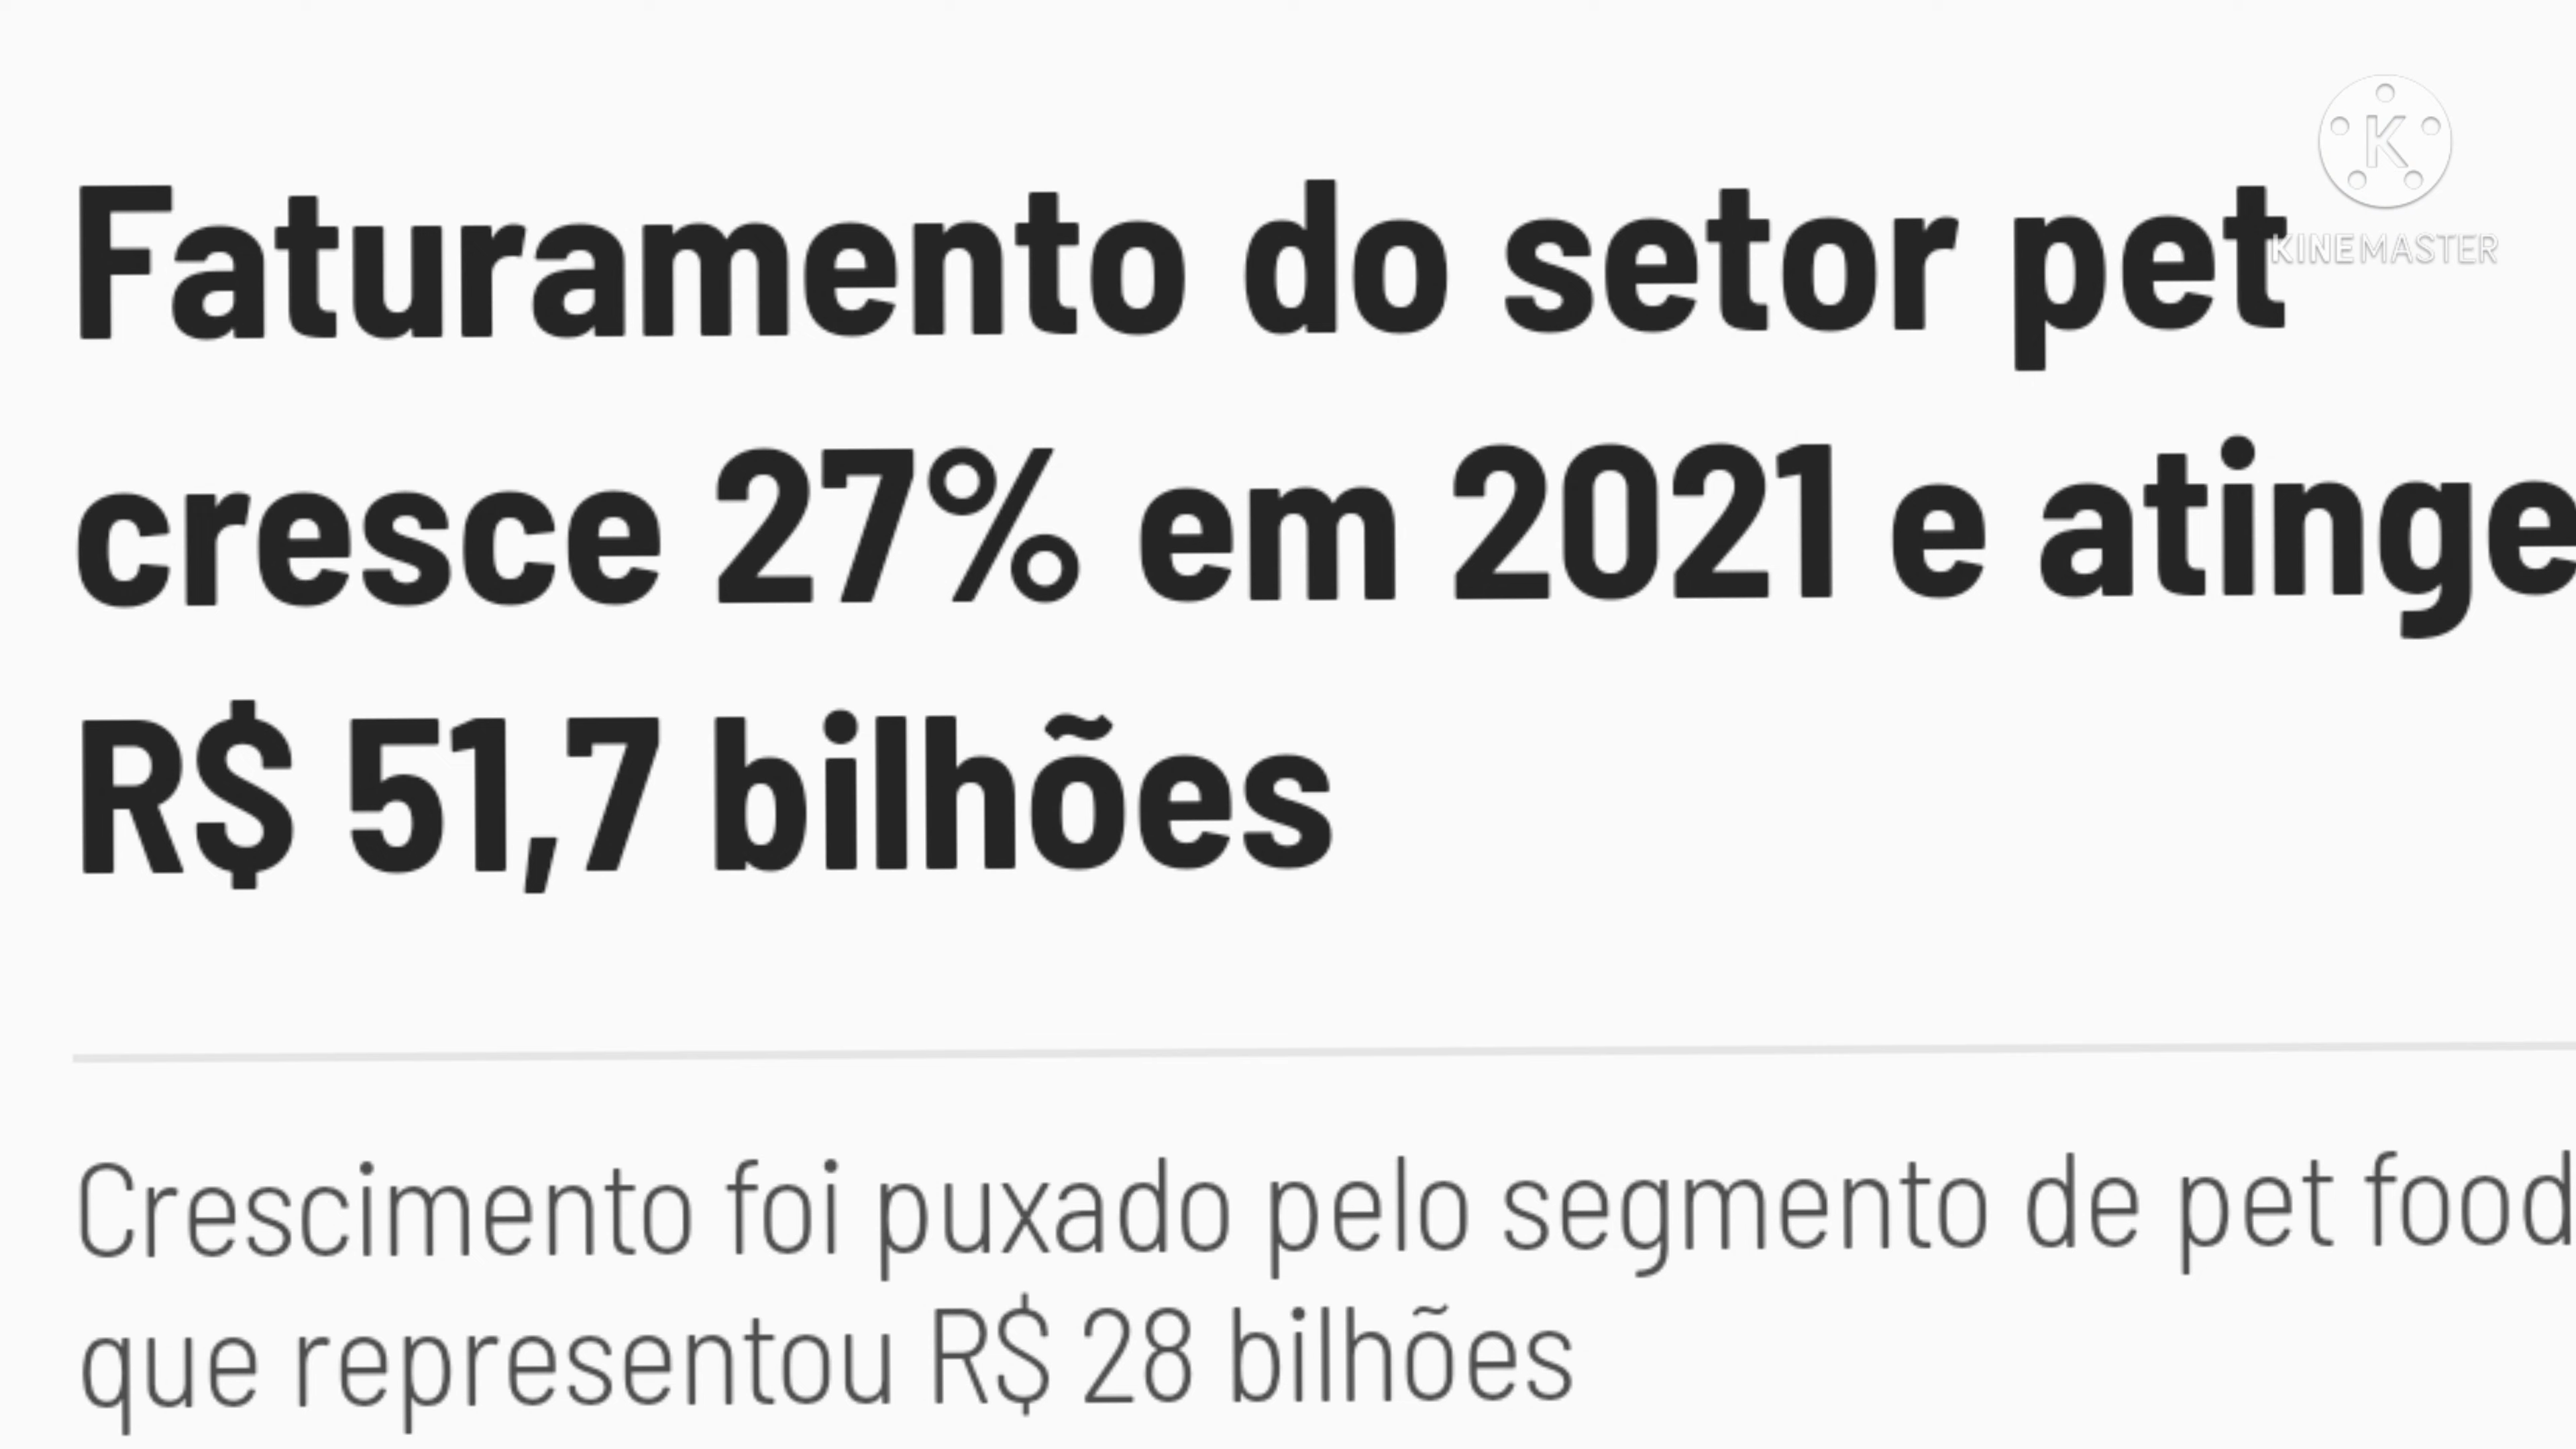 Faturamento do setor pet
cresce 27% em 2021 e atinge
R$ 51,7 bilhões
Crescimento foi puxado pelo segmento de pet food
que representou R$ 28 bilhões
K
KINEMASTER